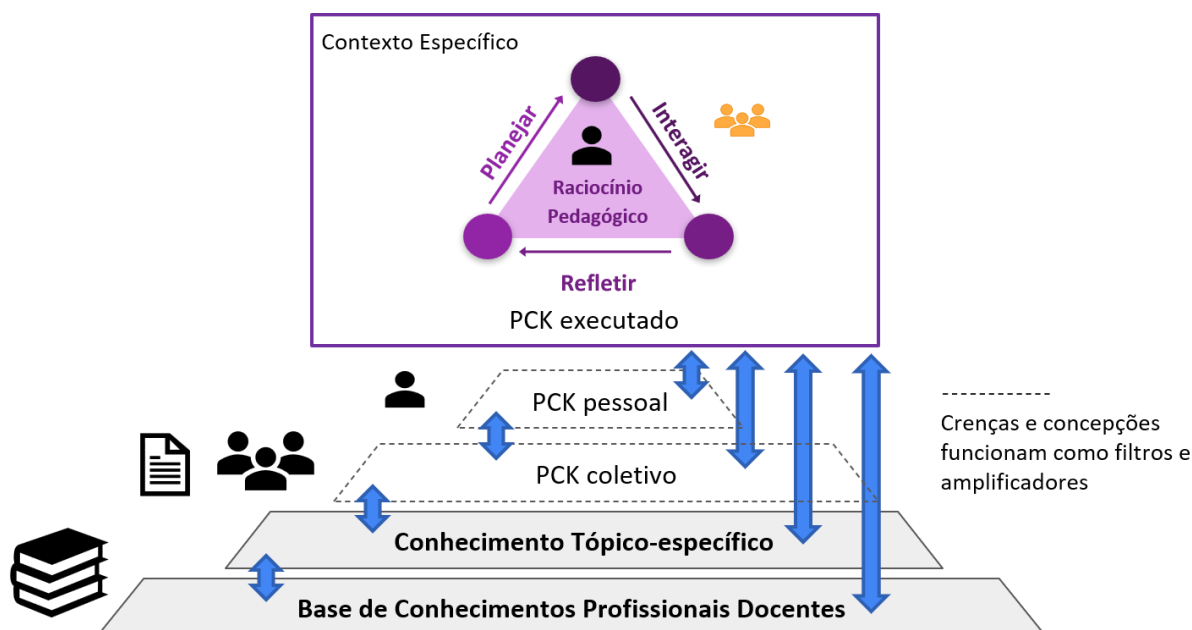 Contexto Específico
Planejar
Interagir
Raciocínio
Pedagógico
Refletir
PCK executado
PCK pessoal
PCK coletivo
Crenças e concepções
funcionam como filtros e
amplificadores
Conhecimento Tópico-específico
Base de Conhecimentos Profissionais Docentes